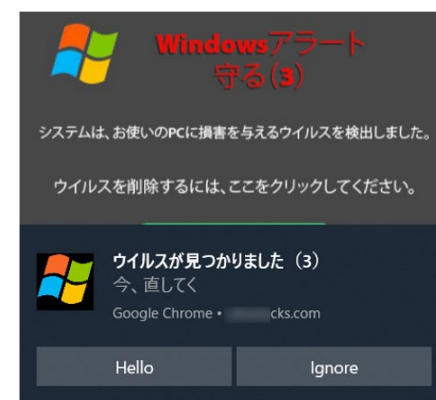 Windowsアラート
守る(3)
システムは、お使いのPCに損害を与えるウイルスを検出しました。
ウイルスを削除するには、ここをクリックしてください。
ウイルスが見つかりました（3）
今、直してく
Google Chrome • cks.com
Hello
Ignore